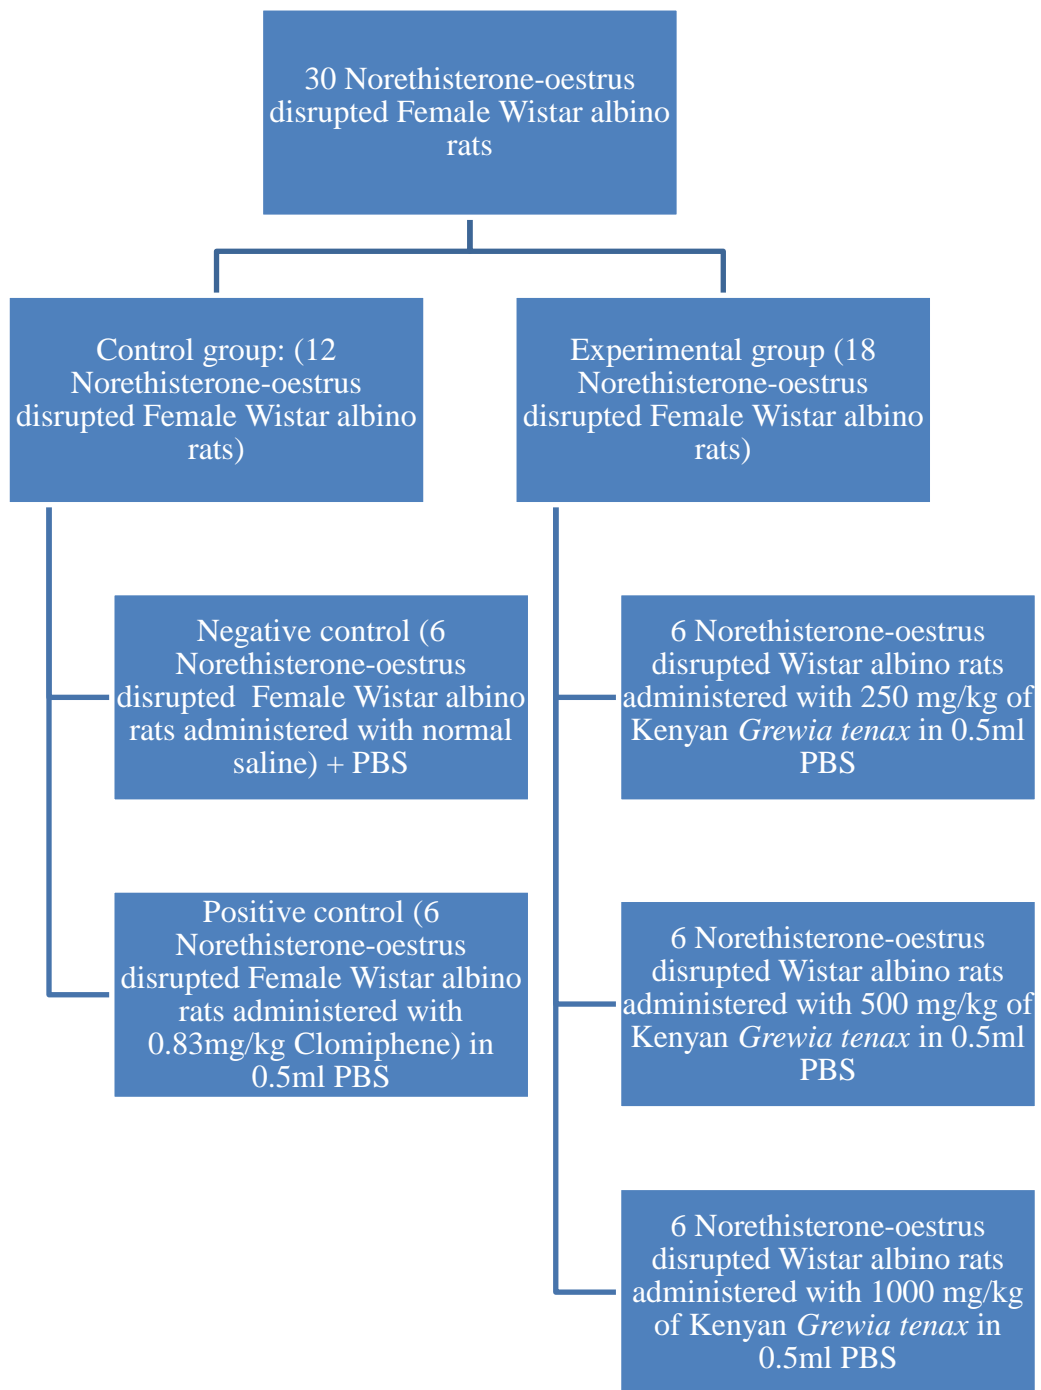 30 Norethisterone-oestrus
disrupted Female Wistar albino
rats
Control group: (12
Norethisterone-oestrus
disrupted Female Wistar albino
rats)
Experimental group (18
Norethisterone-oestrus
disrupted Female Wistar albino
rats)
Negative control (6
Norethisterone-oestrus
disrupted Female Wistar albino
rats administered with normal
saline) + PBS
Positive control (6
Norethisterone-oestrus
disrupted Female Wistar albino
rats administered with
0.83mg/kg Clomiphene) in
0.5ml PBS
6 Norethisterone-oestrus
disrupted Wistar albino rats
administered with 250 mg/kg of
Kenyan Grewia tenax in 0.5ml
PBS
6 Norethisterone-oestrus
disrupted Wistar albino rats
administered with 500 mg/kg of
Kenyan Grewia tenax in 0.5ml
PBS
6 Norethisterone-oestrus
disrupted Wistar albino rats
administered with 1000 mg/kg
of Kenyan Grewia tenax in
0.5ml PBS